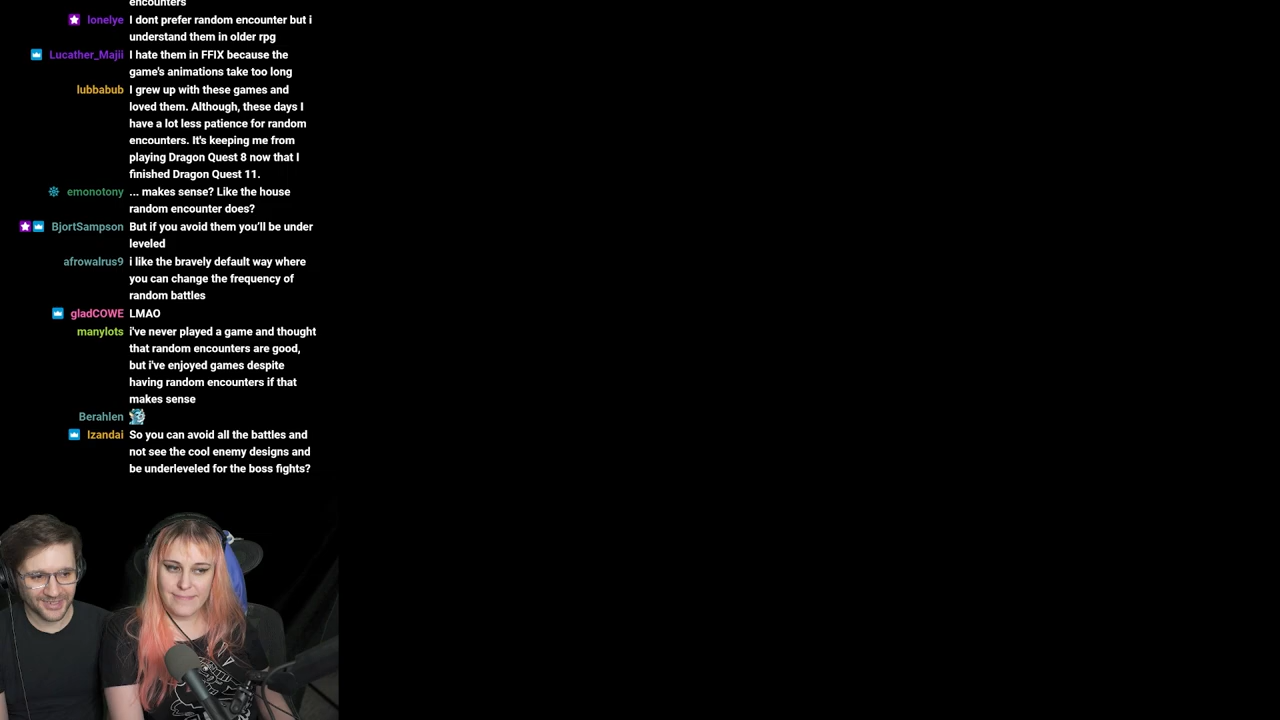 encounters
lonelye I dont prefer random encounter but i
understand them in older rpg
Lucather_Majii I hate them in FFIX because the
game's animations take too long
lubbabub I grew up with these games and
loved them. Although, these days I
have a lot less patience for random
encounters. It's keeping me from
playing Dragon Quest 8 now that I
finished Dragon Quest 11.
emonotony ... makes sense? Like the house
random encounter does?
BjortSampson But if you avoid them you'll be under
leveled
afrowalrus9 i like the bravely default way where
you can change the frequency of
random battles
gladCOWE LMAO
manylots i've never played a game and thought
that random encounters are good,
but i've enjoyed games despite
having random encounters if that
makes sense
Berahlen
Izandai So you can avoid all the battles and
not see the cool enemy designs and
be underleveled for the boss fights?